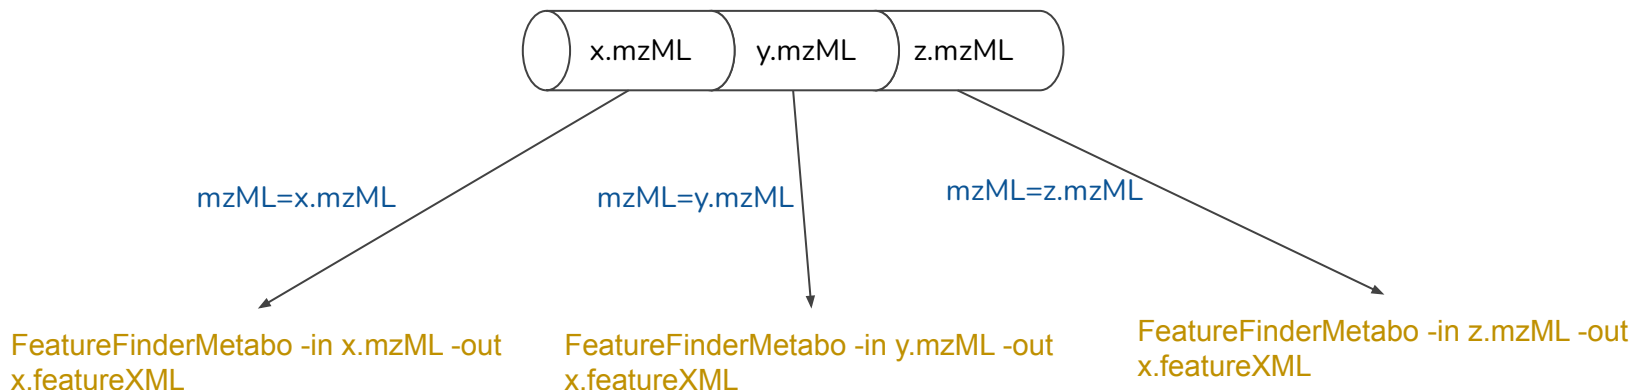 x.mzML
y.mzML
z.mzML
mzML=x.mzML
mzML=y.mzML
mzML=z.mzML
FeatureFinderMetabo -in x.mzML -out
x.featureXML
FeatureFinderMetabo -in y.mzML -out
x.featureXML
FeatureFinderMetabo -in z.mzML -out
x.featureXML